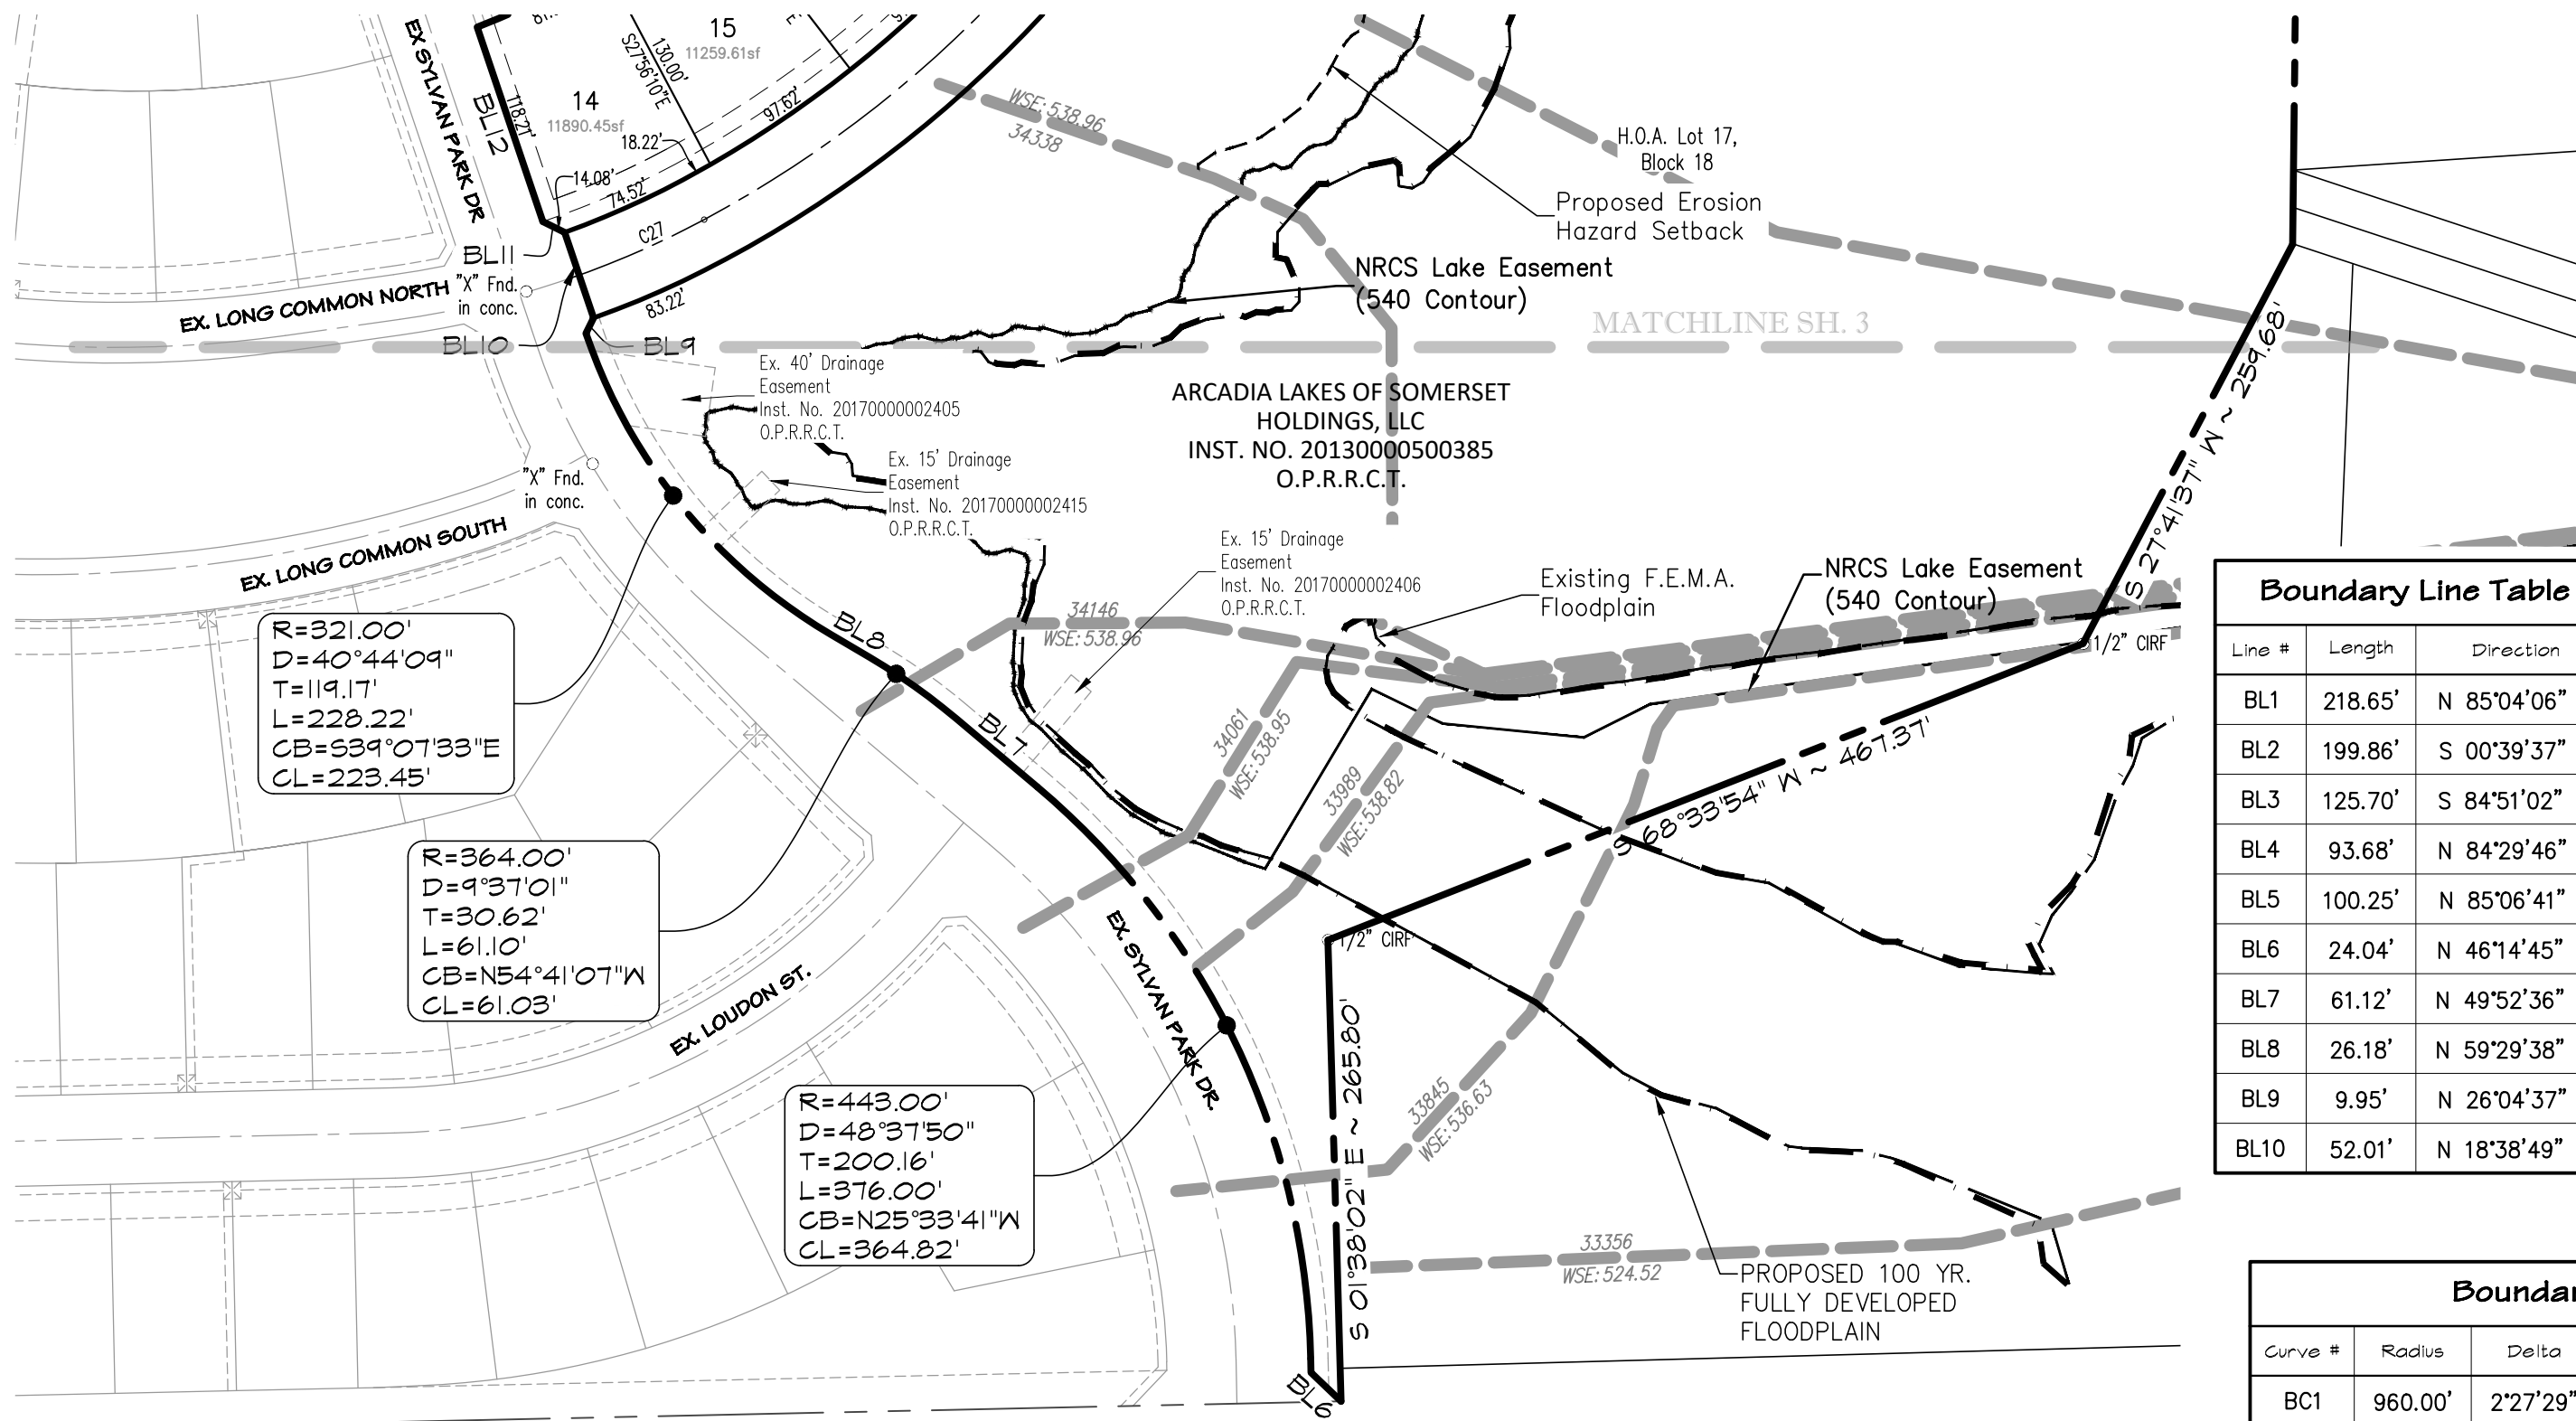 EX SYLVAN PARK DR
BL12
118.21'
14
11890.45sf
15
11259.61sf
130.00'
S27°56'10"E
97.62'
18.22'
14.08'
74.52'
C27
83.22'
BL11
"X" Fnd.
in conc.
EX. LONG COMMON NORTH
BL10
BL9
WSE: 538.96
34338
H.O.A. Lot 17,
Block 18
Proposed Erosion
Hazard Setback
NRCS Lake Easement
(540 Contour)
MATCHLINE SH. 3
S 27°41'37" W ~ 259.68'
Ex. 40' Drainage
Easement
Inst. No. 20170000002405
O.P.R.R.C.T.
ARCADIA LAKES OF SOMERSET
HOLDINGS, LLC
INST. NO. 20130000500385
O.P.R.R.C.T.
Ex. 15' Drainage
Easement
Inst. No. 20170000002415
O.P.R.R.C.T.
"X" Fnd.
in conc.
EX. LONG COMMON SOUTH
Ex. 15' Drainage
Easement
Inst. No. 20170000002406
O.P.R.R.C.T.
Existing F.E.M.A.
Floodplain
NRCS Lake Easement
(540 Contour)
1/2" CIRF
34146
WSE: 538.96
BL8
BL7
34061
WSE: 538.95
33989
WSE: 538.82
S 68°33'54" W ~ 467.37'
1/2" CIRF
R=321.00'
D=40°44'09"
T=119.17'
L=228.22'
CB=S39°07'33"E
CL=223.45'
R=364.00'
D=9°37'01"
T=30.62'
L=61.10'
CB=N54°41'07"W
CL=61.03'
EX. LOUDON ST.
EX. SYLVAN PARK DR.
R=443.00'
D=48°37'50"
T=200.16'
L=376.00'
CB=N25°33'41"W
CL=364.82'
S 01°38'02" E ~ 265.80'
33845
WSE: 536.63
33356
WSE: 524.52
PROPOSED 100 YR.
FULLY DEVELOPED
FLOODPLAIN
BL6
Boundary Line Table
Line # Length Direction
BL1 218.65' N 85°04'06"
BL2 199.86' S 00°39'37"
BL3 125.70' S 84°51'02"
BL4 93.68' N 84°29'46"
BL5 100.25' N 85°06'41"
BL6 24.04' N 46°14'45"
BL7 61.12' N 49°52'36"
BL8 26.18' N 59°29'38"
BL9 9.95' N 26°04'37"
BL10 52.01' N 18°38'49"
Boundar
Curve # Radius Delta
BC1 960.00' 2°27'29"